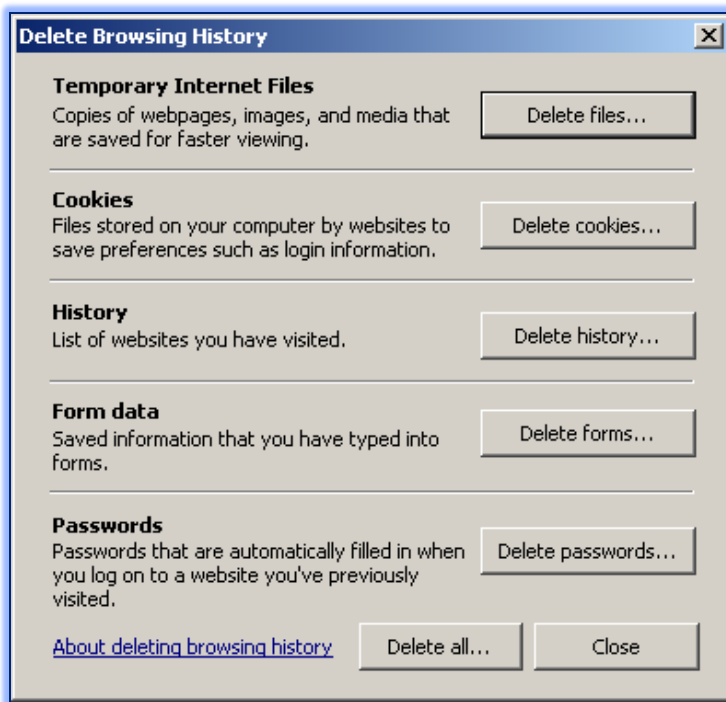 Delete Browsing History
Temporary Internet Files
Copies of webpages, images, and media that
are saved for faster viewing.
Delete files...
Cookies
Files stored on your computer by websites to
save preferences such as login information.
Delete cookies...
History
List of websites you have visited.
Delete history...
Form data
Saved information that you have typed into
forms.
Delete forms...
Passwords
Passwords that are automatically filled in when
you log on to a website you've previously
visited.
Delete passwords...
About deleting browsing history
Delete all...
Close